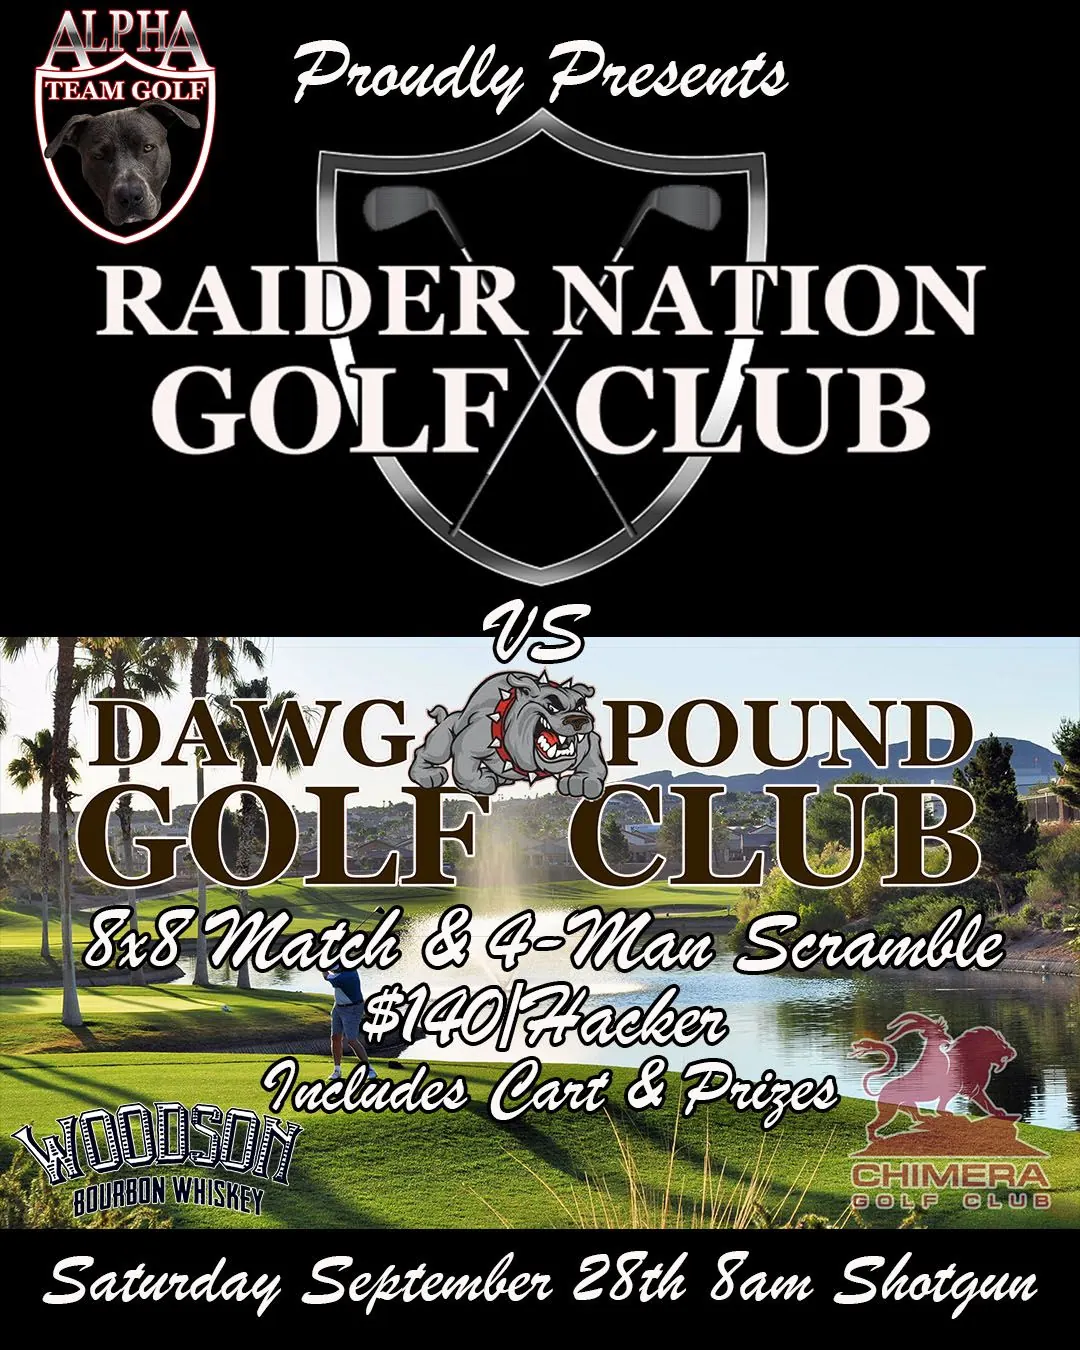 ALPHA
TEAM GOLF
Proudly Presents
RAIDER NATION
GOLF CLUB
VS
DAWG POUND
GOLF CLUB
8x8 Match & 4-Man Scramble
$140/Hacker
Includes Cart & Prizes
WOODSON
BOURBON WHISKEY
CHIMERA
GOLF CLUB
Saturday September 28th 8am Shotgun